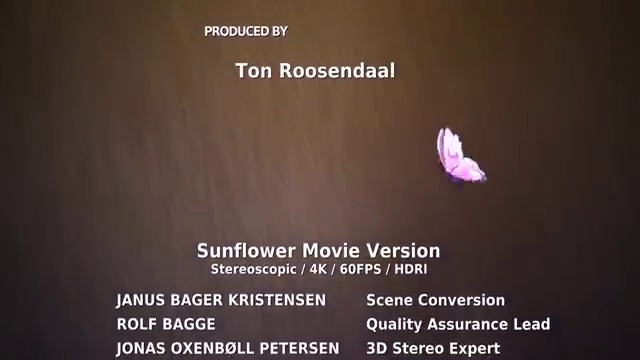 PRODUCED BY
Ton Roosendaal
Sunflower Movie Version
Stereoscopic / 4K / 60FPS / HDRI
JANUS BAGER KRISTENSEN Scene Conversion
ROLF BAGGE Quality Assurance Lead
JONAS OXENBØLL PETERSEN 3D Stereo Expert